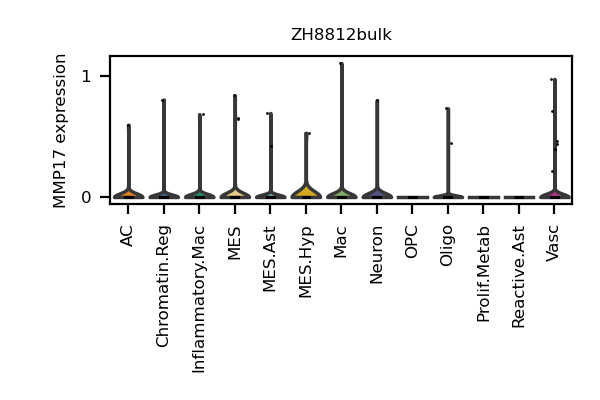 ZH8812bulk
MMP17 expression
1
0
AC
Chromatin.Reg
Inflammatory.Mac
MES
MES.Ast
MES.Hyp
Mac
Neuron
OPC
Oligo
Prolif.Metab
Reactive.Ast
Vasc